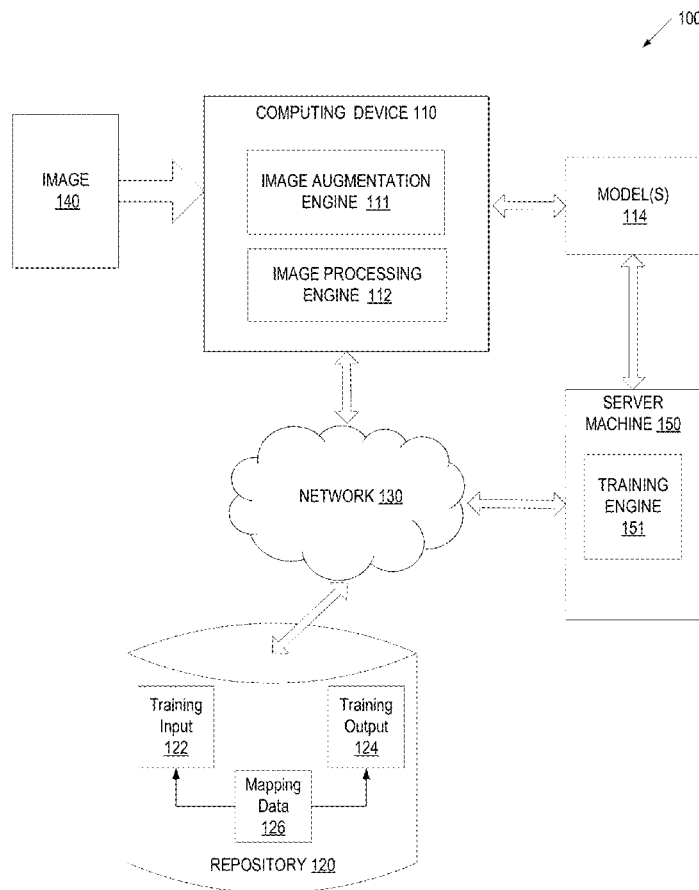 100
COMPUTING DEVICE 110
IMAGE
140
IMAGE AUGMENTATION
ENGINE 111
MODEL(S)
114
IMAGE PROCESSING
ENGINE 112
SERVER
MACHINE 150
TRAINING
ENGINE
151
NETWORK 130
Training
Input
122
Training
Output
124
Mapping
Data
126
REPOSITORY 120